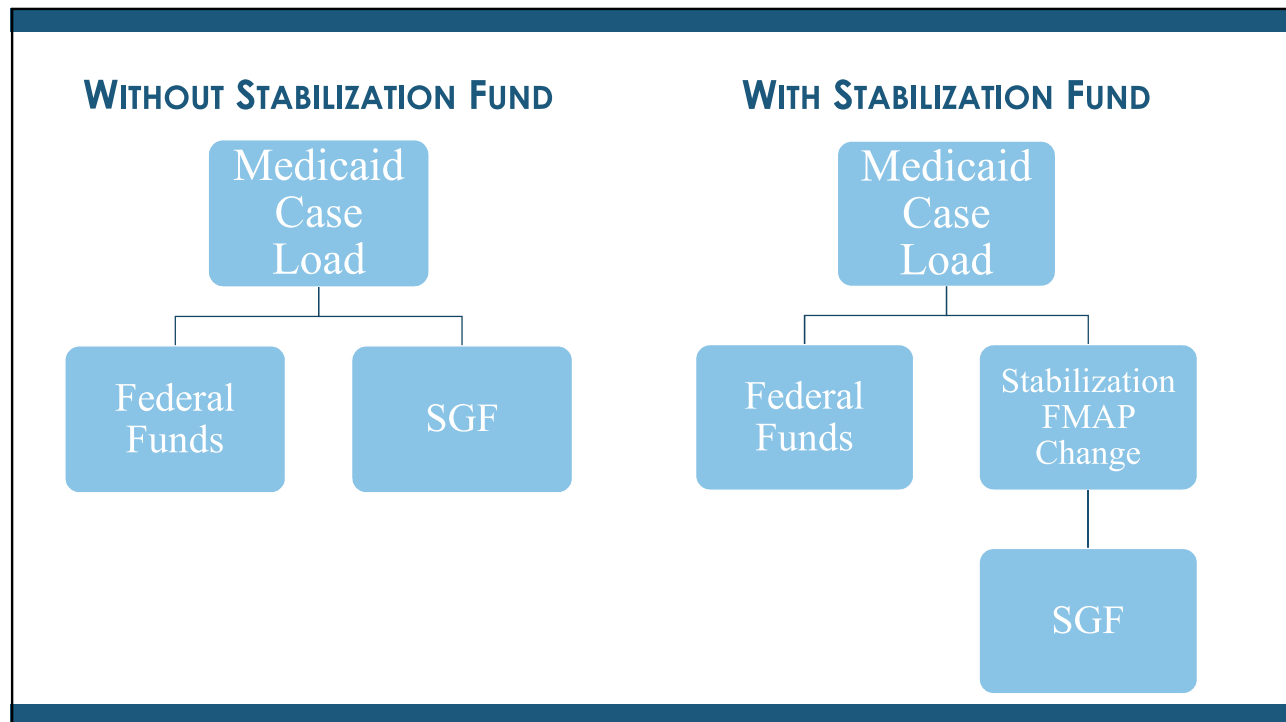 WITHOUT STABILIZATION FUND
Medicaid
Case
Load
Federal
Funds
SGF
WITH STABILIZATION FUND
Medicaid
Case
Load
Federal
Funds
Stabilization
FMAP
Change
SGF